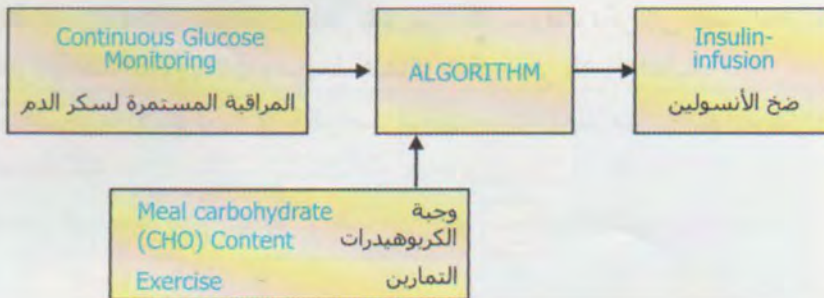 Continuous Glucose
Monitoring
المراقبة المستمرة لسكر الدم
ALGORITHM
Insulin-
infusion
ضخ الأنسولين
Meal carbohydrate وجبة
(CHO) Content الكربوهيدرات
Exercise التمارين